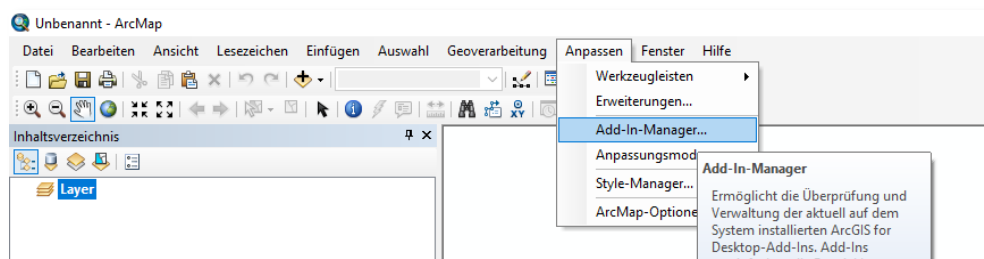 Unbenannt - ArcMap
Datei Bearbeiten Ansicht Lesezeichen Einfügen Auswahl Geoverarbeitung Anpassen Fenster Hilfe
Werkzeugleisten
Erweiterungen...
Add-In-Manager...
Anpassungsmod
Style-Manager...
ArcMap-Optione
Inhaltsverzeichnis
Layer
Add-In-Manager
Ermöglicht die Überprüfung und
Verwaltung der aktuell auf dem
System installierten ArcGIS for
Desktop-Add-Ins. Add-Ins